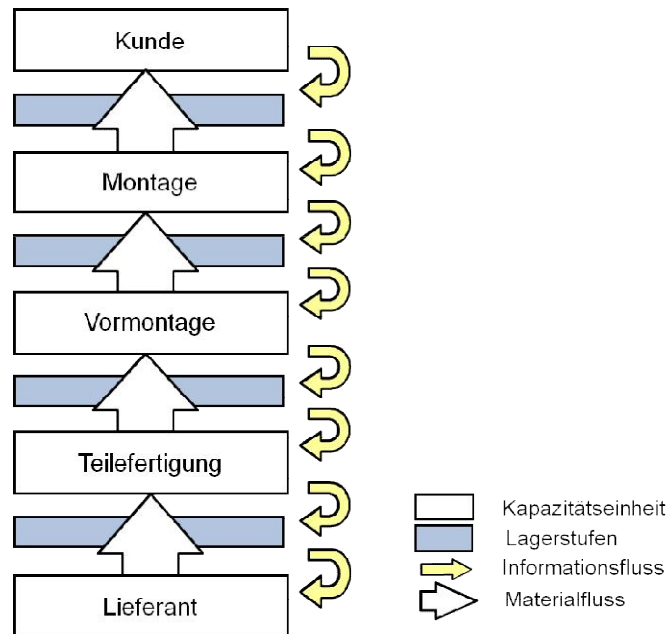 Kunde
Montage
Vormontage
Teilefertigung
Lieferant
Kapazitätseinheit
Lagerstufen
Informationsfluss
Materialfluss